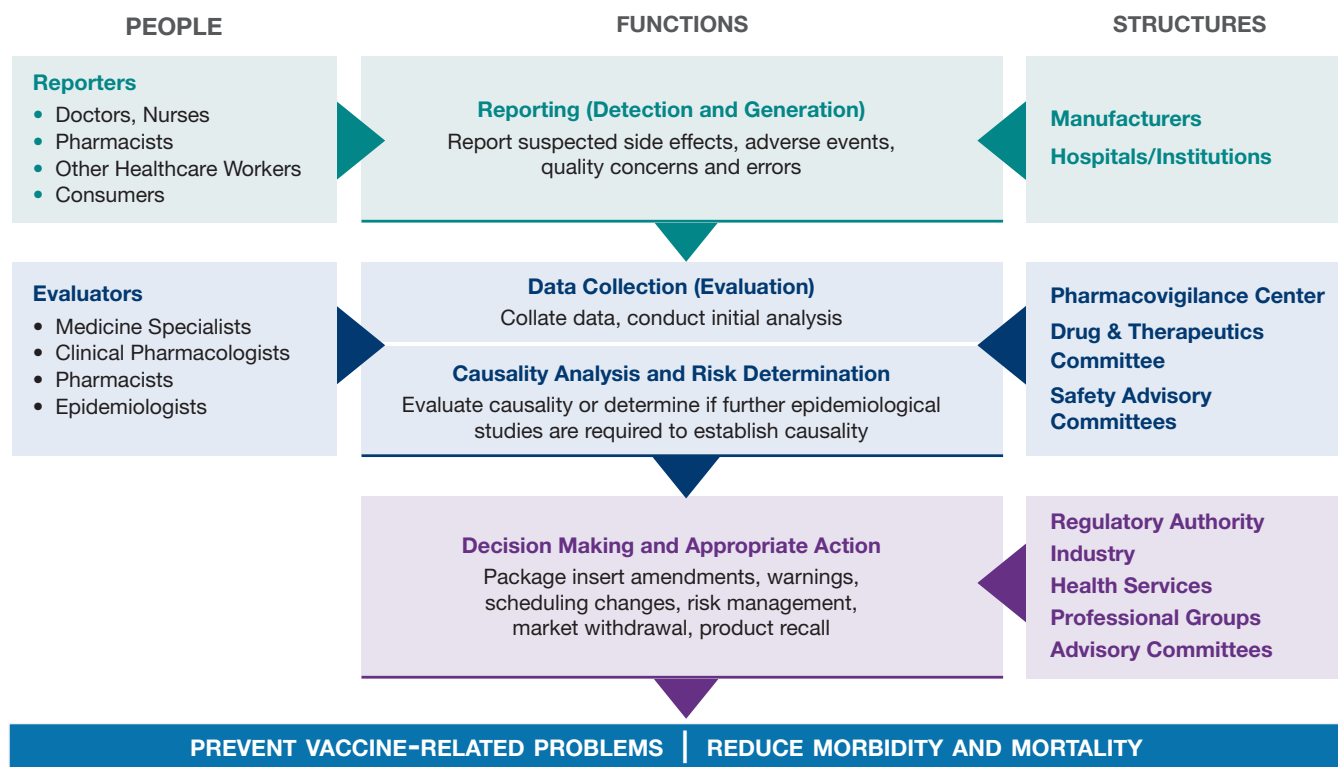 PEOPLE
FUNCTIONS
STRUCTURES
Reporters
• Doctors, Nurses
• Pharmacists
• Other Healthcare Workers
• Consumers
Reporting (Detection and Generation)
Report suspected side effects, adverse events,
quality concerns and errors
Manufacturers
Hospitals/Institutions
Evaluators
• Medicine Specialists
• Clinical Pharmacologists
• Pharmacists
• Epidemiologists
Data Collection (Evaluation)
Collate data, conduct initial analysis
Causality Analysis and Risk Determination
Evaluate causality or determine if further epidemiological
studies are required to establish causality
Pharmacovigilance Center
Drug & Therapeutics
Committee
Safety Advisory
Committees
Decision Making and Appropriate Action
Package insert amendments, warnings,
scheduling changes, risk management,
market withdrawal, product recall
Regulatory Authority
Industry
Health Services
Professional Groups
Advisory Committees
PREVENT VACCINE-RELATED PROBLEMS | REDUCE MORBIDITY AND MORTALITY